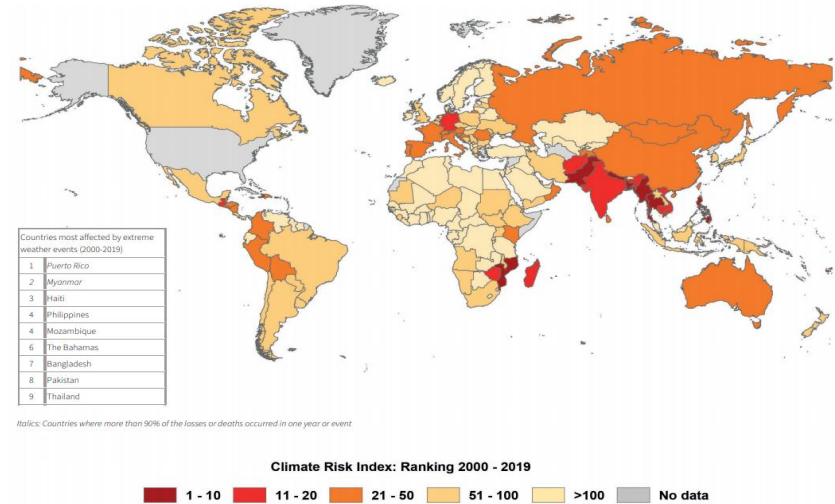 Countries most affected by extreme
weather events (2000-2019)
1 Puerto Rico
2 Myanmar
3 Haiti
4 Philippines
4 Mozambique
6 The Bahamas
7 Bangladesh
8 Pakistan
9 Thailand
Italics: Countries where more than 90% of the losses or deaths occurred in one year or event
Climate Risk Index: Ranking 2000 - 2019
1 - 10 11 - 20 21 - 50 51 - 100 >100 No data